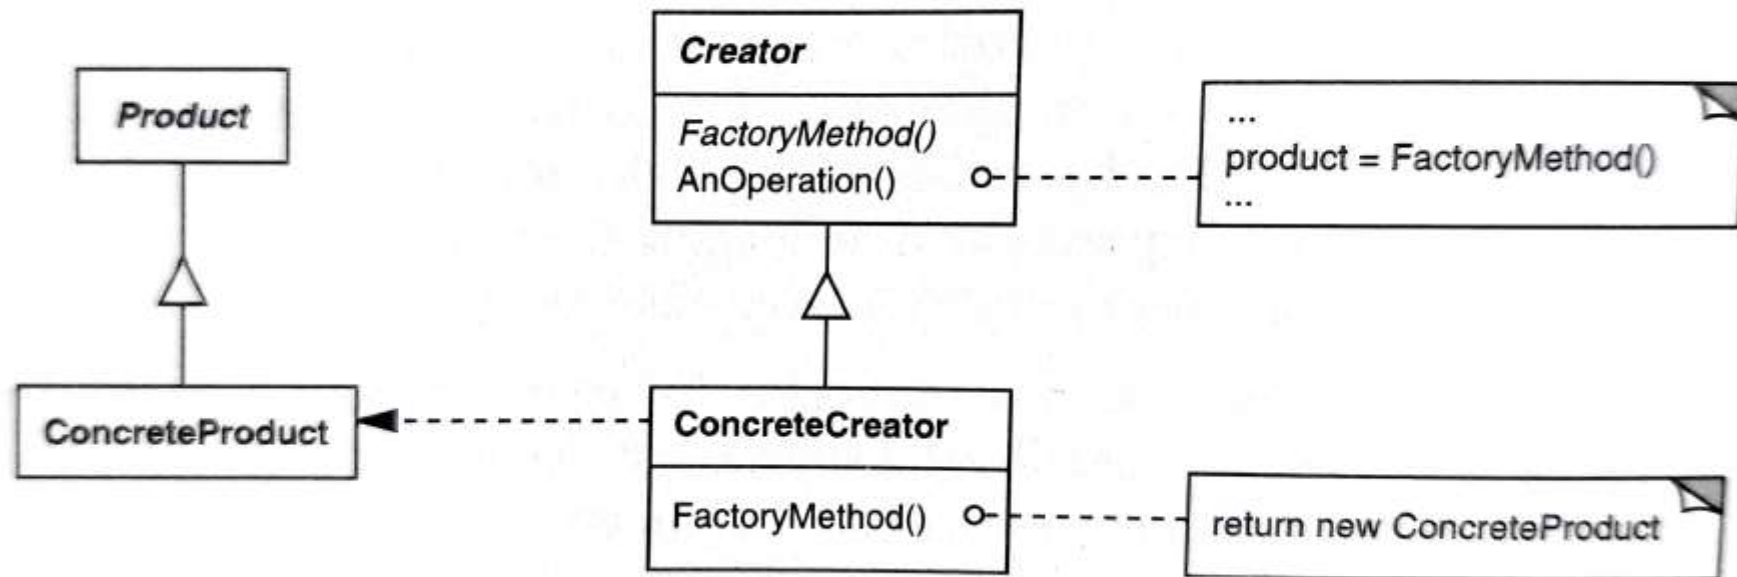 Product
ConcreteProduct
Creator
FactoryMethod()
AnOperation()
...
product = FactoryMethod()
...
ConcreteCreator
FactoryMethod()
return new ConcreteProduct